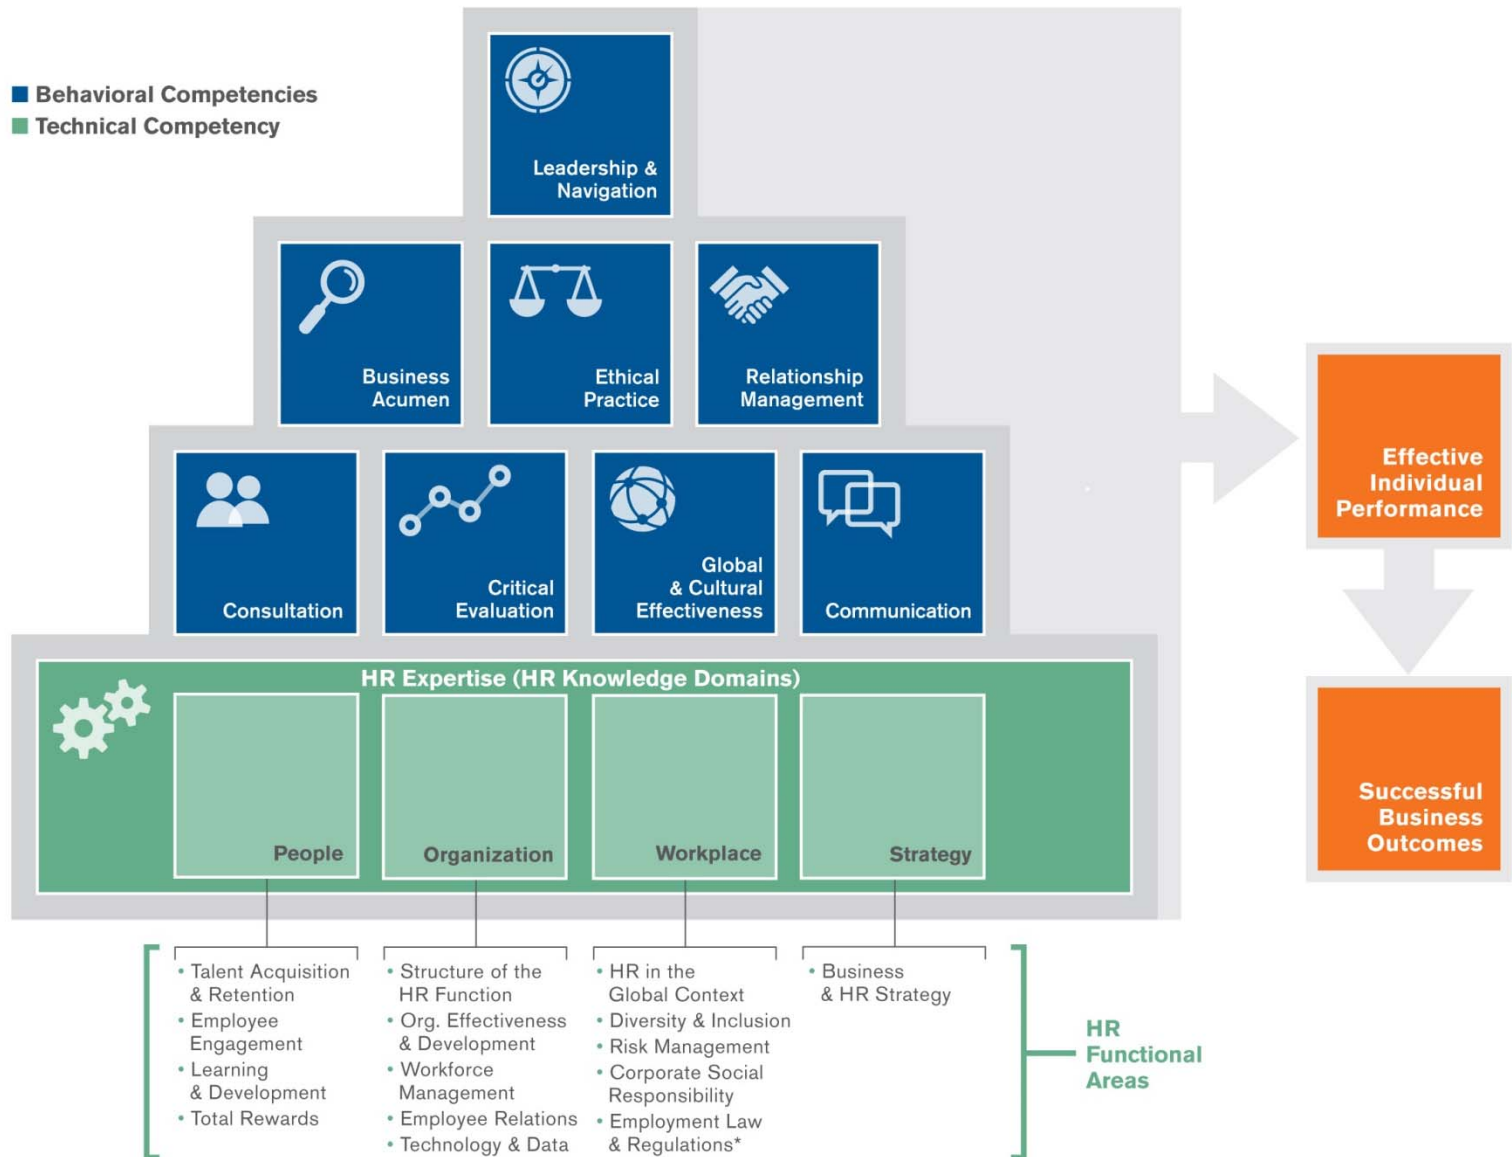 Behavioral Competencies
Technical Competency
Leadership &
Navigation
Business
Acumen
Ethical
Practice
Relationship
Management
Consultation
Critical
Evaluation
Global
& Cultural
Effectiveness
Communication
HR Expertise (HR Knowledge Domains)
People
Organization
Workplace
Strategy
• Talent Acquisition
& Retention
• Employee
Engagement
• Learning
& Development
• Total Rewards
• Structure of the
HR Function
• Org. Effectiveness
& Development
• Workforce
Management
• Employee Relations
• Technology & Data
• HR in the
Global Context
• Diversity & Inclusion
• Risk Management
• Corporate Social
Responsibility
• Employment Law
& Regulations*
• Business
& HR Strategy
HR
Functional
Areas
Effective
Individual
Performance
Successful
Business
Outcomes